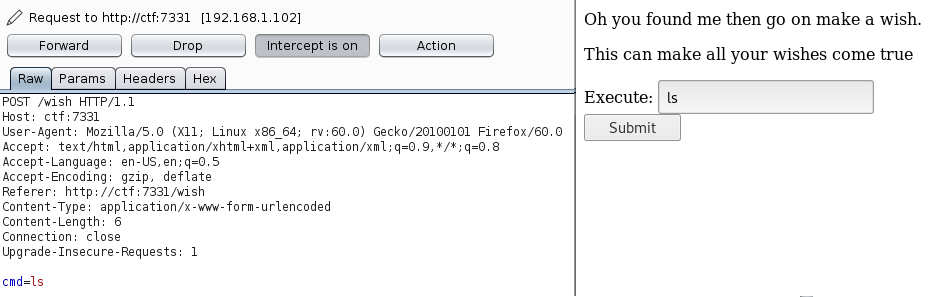 Request to http://ctf:7331 [192.168.1.102]
Forward Drop Intercept is on Action
Raw Params Headers Hex
POST /wish HTTP/1.1
Host: ctf:7331
User-Agent: Mozilla/5.0 (X11; Linux x86_64; rv:60.0) Gecko/20100101 Firefox/60.0
Accept: text/html,application/xhtml+xml,application/xml;q=0.9,*/*;q=0.8
Accept-Language: en-US,en;q=0.5
Accept-Encoding: gzip, deflate
Referer: http://ctf:7331/wish
Content-Type: application/x-www-form-urlencoded
Content-Length: 6
Connection: close
Upgrade-Insecure-Requests: 1
cmd=ls
Oh you found me then go on make a wish.
This can make all your wishes come true
Execute: ls
Submit